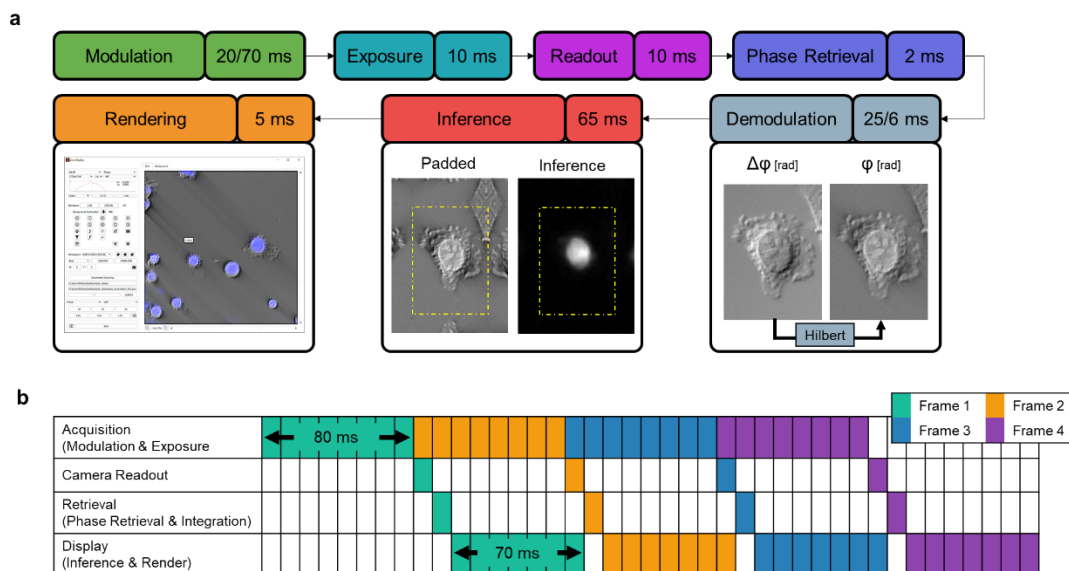 a
Modulation 20/70 ms
Exposure 10 ms
Readout 10 ms
Phase Retrieval 2 ms
Rendering 5 ms
Inference 65 ms
Demodulation 25/6 ms
Padded
Inference
Δφ [rad]
φ [rad]
Hilbert
b
Frame 1
Frame 2
Frame 3
Frame 4
Acquisition
(Modulation & Exposure
80 ms
Camera Readout
Retrieval
(Phase Retrieval & Integration)
Display
(Inference & Render)
70 ms